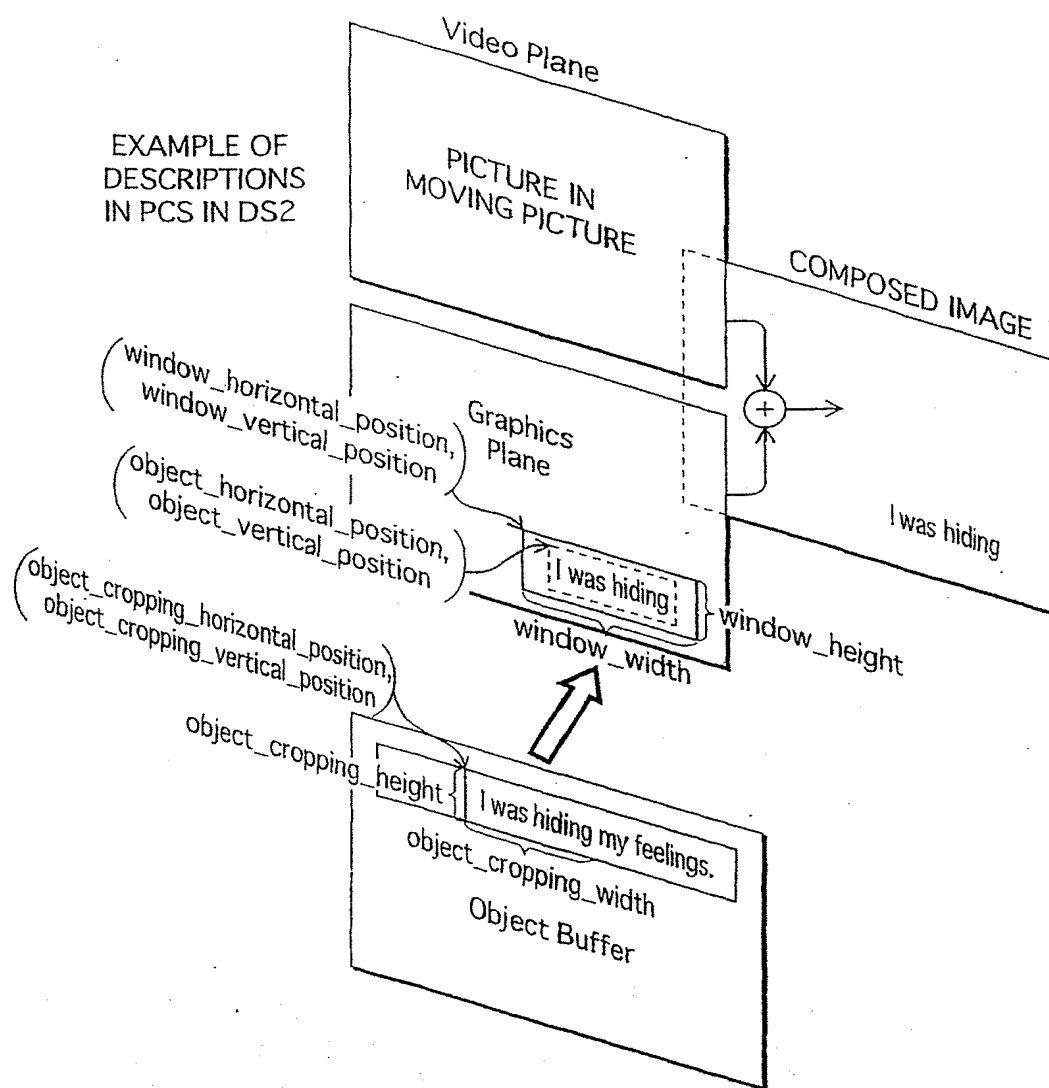 Video Plane
EXAMPLE OF
DESCRIPTIONS
IN PCS IN DS2
PICTURE IN
MOVING PICTURE
COMPOSED IMAGE
(window_horizontal_position,
window_vertical_position)
Graphics
Plane
(object_horizontal_position,
object_vertical_position)
I was hiding
I was hiding
window_height
window_width
(object_cropping_horizontal_position,
object_cropping_vertical_position)
object_cropping_height
I was hiding my feelings.
object_cropping_width
Object Buffer